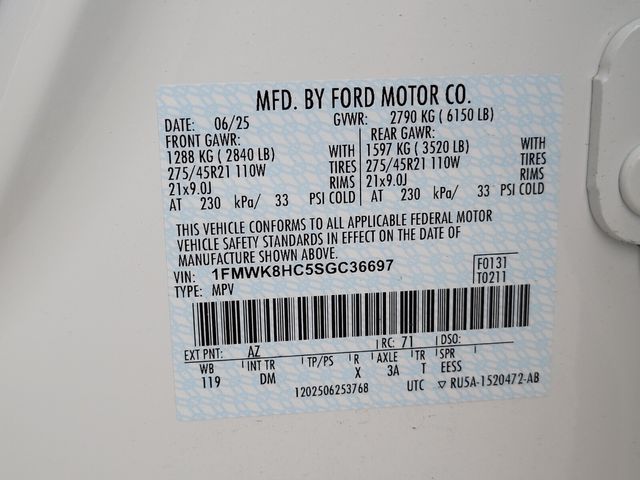 MFD. BY FORD MOTOR CO.
DATE: 06/25 GVWR: 2790 KG ( 6150 LB)
FRONT GAWR: REAR GAWR:
1288 KG ( 2840 LB) WITH 1597 KG ( 3520 LB) WITH
275/45R21 110W TIRES 275/45R21 110W TIRES
21x9.0J RIMS 21x9.0J RIMS
AT 230 kPa/ 33 PSI COLD AT 230 kPa/ 33 PSI COLD
THIS VEHICLE CONFORMS TO ALL APPLICABLE FEDERAL MOTOR
VEHICLE SAFETY STANDARDS IN EFFECT ON THE DATE OF
MANUFACTURE SHOWN ABOVE.
VIN: 1FMWK8HC5SGC36697 F0131
TYPE: MPV T0211
EXT PNT: AZ RC: 71 DSO:
WB INT TR TP/PS R AXLE TR SPR
119 DM X 3A T EESS
1202506253768 UTC ▽ RU5A-1520472-AB